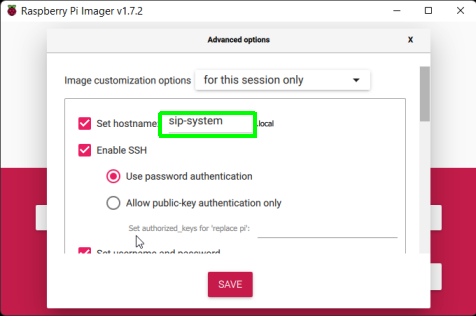 Raspberry Pi Imager v1.7.2
Advanced options
X
Image customization options for this session only
Set hostname: sip-system .local
Enable SSH
Use password authentication
Allow public-key authentication only
Set authorized_keys for 'replace pi':
Set username and password
SAVE